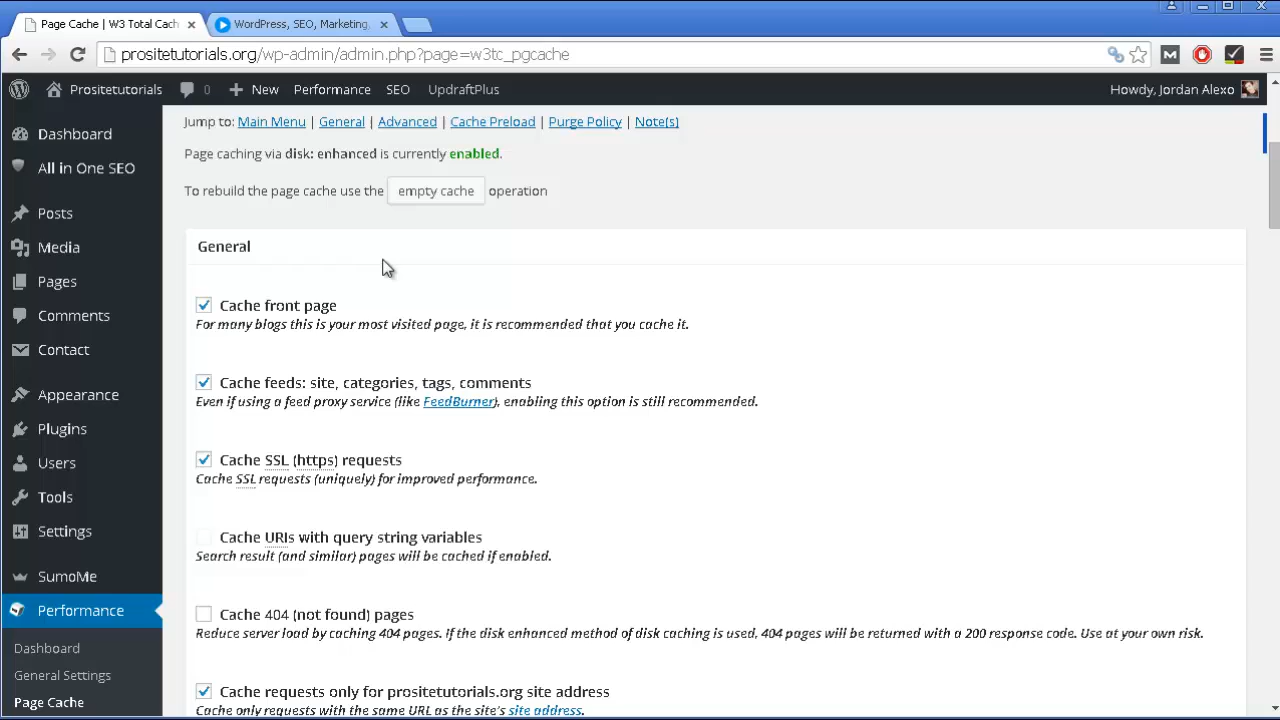 Page Cache | W3 Total Cach
WordPress, SEO, Marketing,
prositetutorials.org/wp-admin/admin.php?page=w3tc_pgcache
Prositetutorials 0 New Performance SEO UpdraftPlus Howdy, Jordan Alexo
Dashboard
All in One SEO
Posts
Media
Pages
Comments
Contact
Appearance
Plugins
Users
Tools
Settings
SumoMe
Performance
Dashboard
General Settings
Page Cache
Jump to: Main Menu | General | Advanced | Cache Preload | Purge Policy | Note(s)
Page caching via disk: enhanced is currently enabled.
To rebuild the page cache use the empty cache operation
General
Cache front page
For many blogs this is your most visited page, it is recommended that you cache it.
Cache feeds: site, categories, tags, comments
Even if using a feed proxy service (like FeedBurner), enabling this option is still recommended.
Cache SSL (https) requests
Cache SSL requests (uniquely) for improved performance.
Cache URIs with query string variables
Search result (and similar) pages will be cached if enabled.
Cache 404 (not found) pages
Reduce server load by caching 404 pages. If the disk enhanced method of disk caching is used, 404 pages will be returned with a 200 response code. Use at your own risk.
Cache requests only for prositetutorials.org site address
Cache only requests with the same URL as the site's site address.